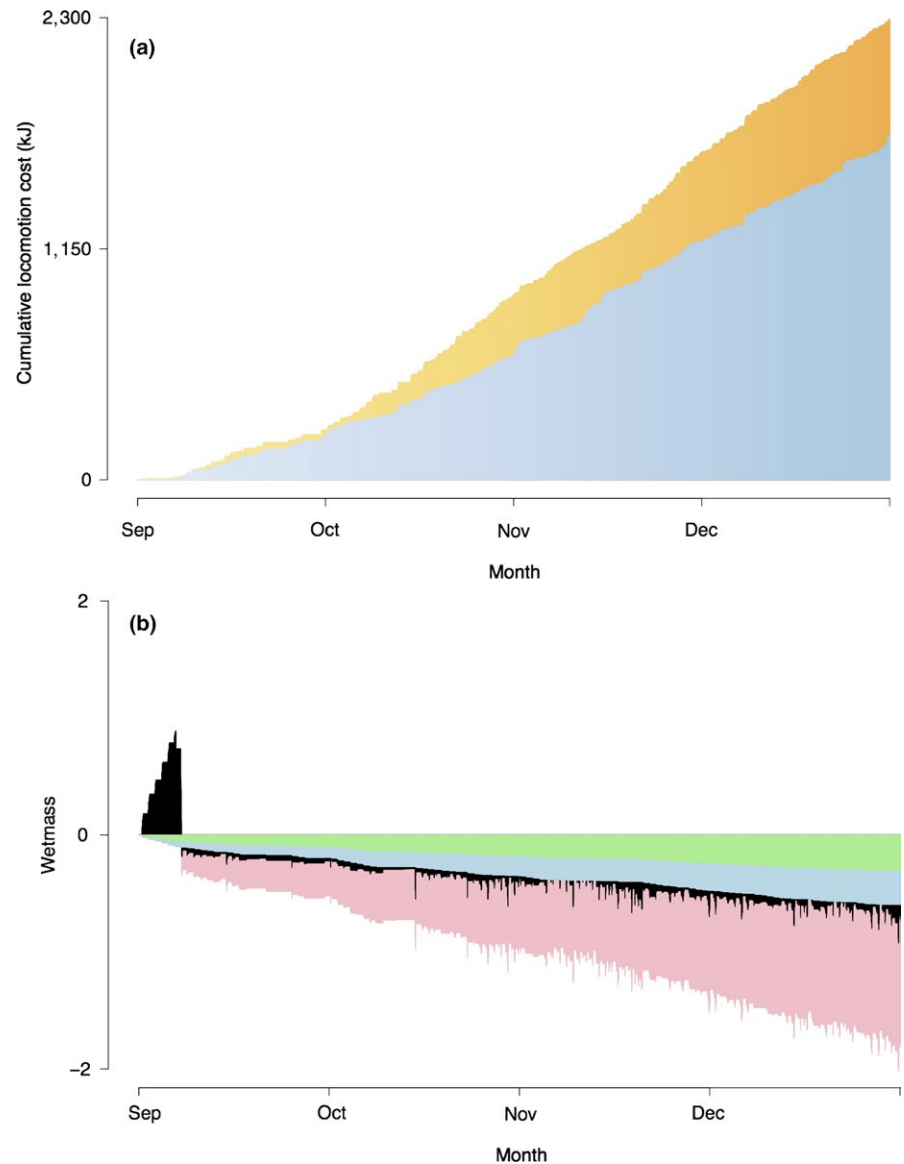 2,300
(a)
Cumulative locomotion cost (kJ)
1,150
0
Sep Oct Nov Dec
Month
2
(b)
Wetmass
0
−2
Sep Oct Nov Dec
Month